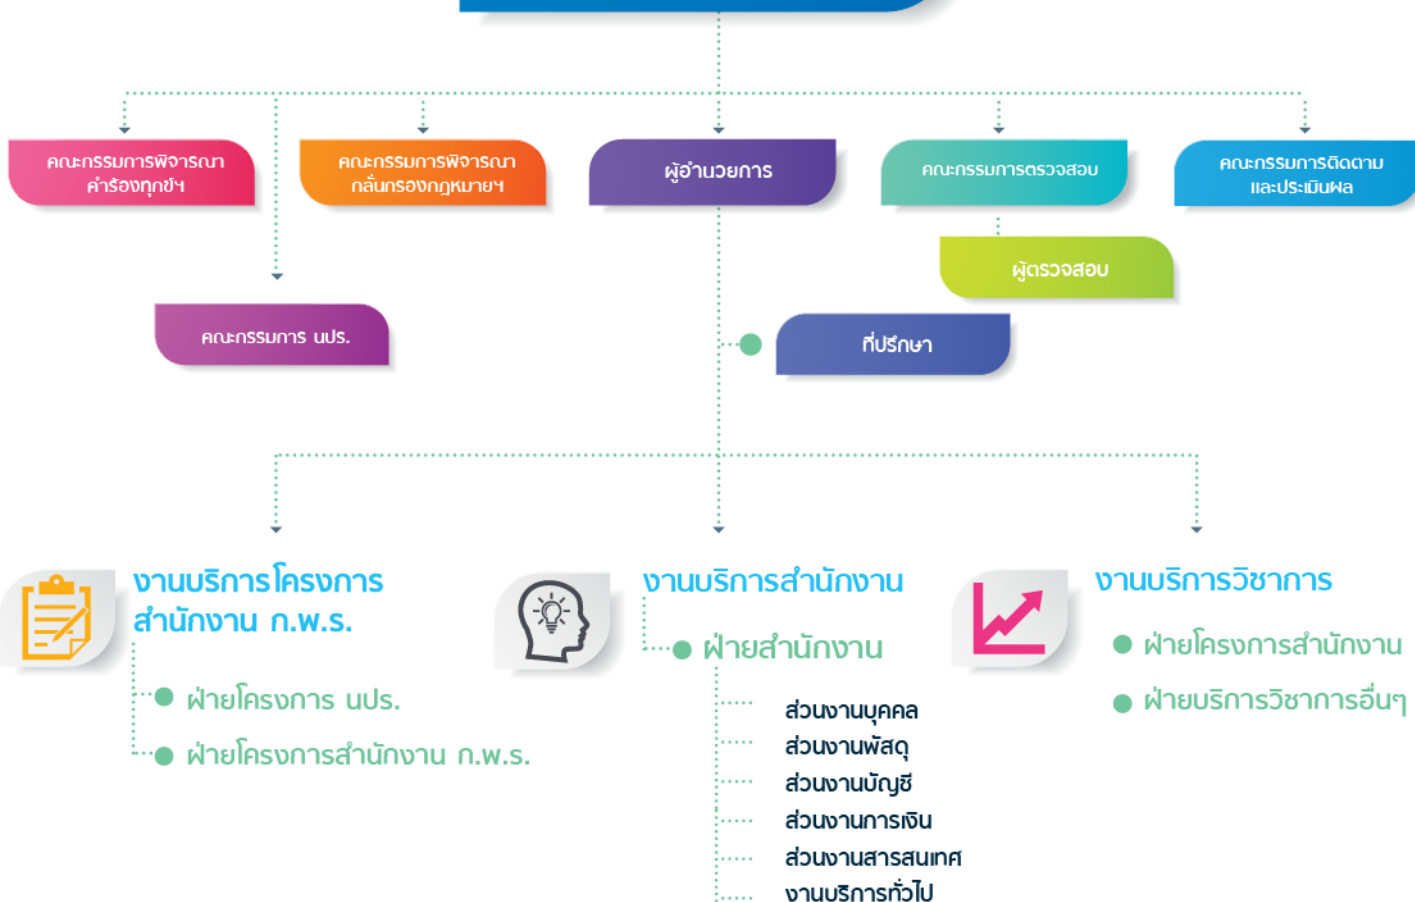 คณะกรรมการพิจารณา
คำร้องทุกข์ฯ
คณะกรรมการพิจารณา
กลั่นกรองกฎหมายฯ
ผู้อำนวยการ
คณะกรรมการตรวจสอบ
คณะกรรมการติดตาม
และประเมินผล
ผู้ตรวจสอบ
คณะกรรมการ นปร.
ที่ปรึกษา
งานบริการโครงการ
สำนักงาน ก.พ.ร.
ฝ่ายโครงการ นปร.
ฝ่ายโครงการสำนักงาน ก.พ.ร.
งานบริการสำนักงาน
ฝ่ายสำนักงาน
ส่วนงานบุคคล
ส่วนงานพัสดุ
ส่วนงานบัญชี
ส่วนงานการเงิน
ส่วนงานสารสนเทศ
งานบริการทั่วไป
งานบริการวิชาการ
ฝ่ายโครงการสำนักงาน
ฝ่ายบริการวิชาการอื่นๆ